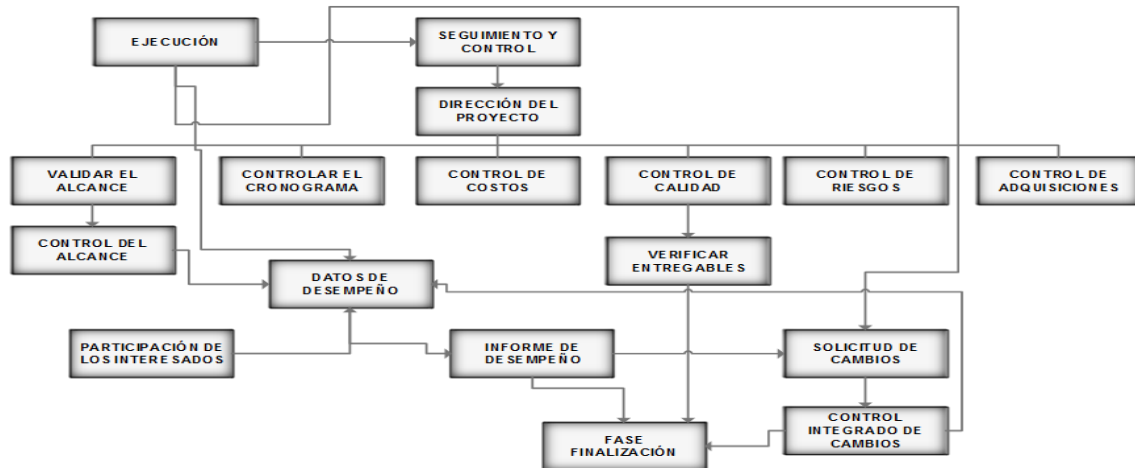 EJECUCIÓN
SEGUIMIENTO Y
CONTROL
DIRECCIÓN DEL
PROYECTO
VALIDAR EL
ALCANCE
CONTROLAR EL
CRONOGRAMA
CONTROL DE
COSTOS
CONTROL DE
CALIDAD
CONTROL DE
RIESGOS
CONTROL DE
ADQUISICIONES
CONTROL DEL
ALCANCE
VERIFICAR
ENTREGABLES
DATOS DE
DESEMPEÑO
PARTICIPACIÓN DE
LOS INTERESADOS
INFORME DE
DESEMPEÑO
SOLICITUD DE
CAMBIOS
CONTROL
INTEGRADO DE
CAMBIOS
FASE
FINALIZACIÓN